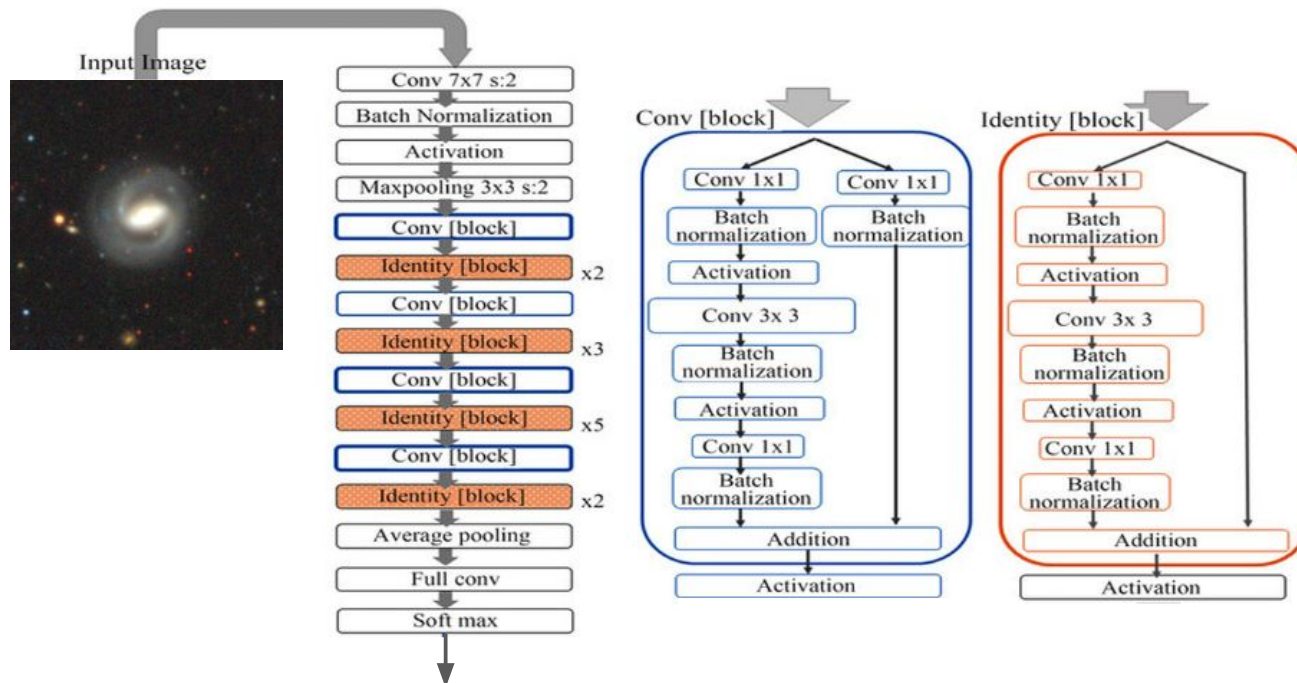 Input Image
Conv 7x7 s:2
Batch Normalization
Activation
Maxpooling 3x3 s:2
Conv [block]
Identity [block]
x2
Conv [block]
Identity [block]
x3
Conv [block]
Identity [block]
x5
Conv [block]
Identity [block]
x2
Average pooling
Full conv
Soft max
Conv [block]
Conv 1x1
Batch
normalization
Activation
Conv 3x 3
Batch
normalization
Activation
Conv 1x1
Batch
normalization
Conv 1x1
Batch
normalization
Addition
Activation
Identity [block]
Conv 1x1
Batch
normalization
Activation
Conv 3x 3
Batch
normalization
Activation
Conv 1x1
Batch
normalization
Addition
Activation